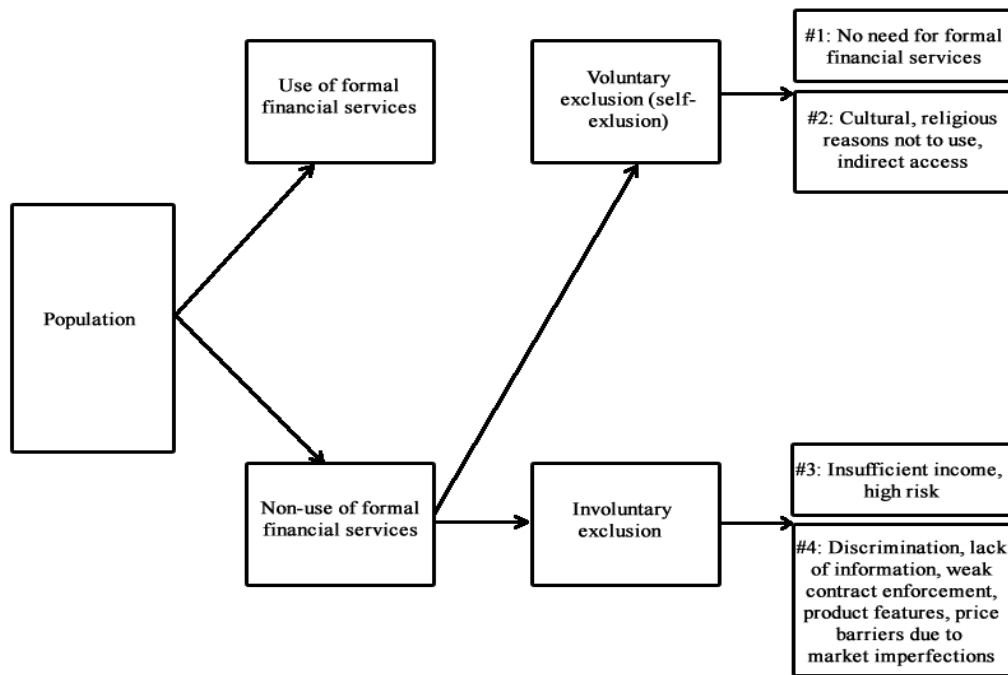 Population
Use of formal
financial services
Non-use of formal
financial services
Voluntary
exclusion (self-
exlusion)
Involuntary
exclusion
#1: No need for formal
financial services
#2: Cultural, religious
reasons not to use,
indirect access
#3: Insufficient income,
high risk
#4: Discrimination, lack
of information, weak
contract enforcement,
product features, price
barriers due to
market imperfections